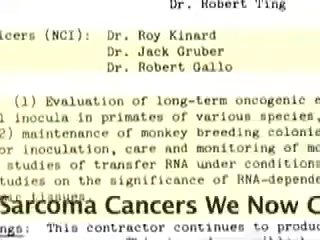 Dr. Robert Ting
icers (NCI): Dr. Roy Kinard
Dr. Jack Gruber
Dr. Robert Gallo
(1) Evaluation of long-term oncogenic e
l inocula in primates of various species,
2) maintenance of monkey breeding colonie
or inoculation, care and monitoring of mo
studies of transfer RNA under conditions
tudies on the significance of RNA-depende
tissues.
Sarcoma Cancers We Now C
ngs: This contractor continues to produc